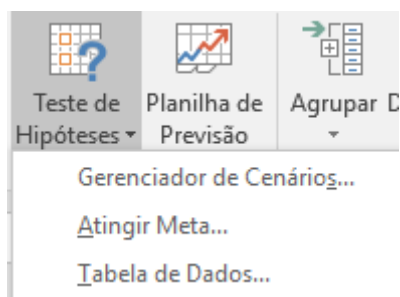 Teste de Hipóteses
Planilha de Previsão
Agrupar D
Gerenciador de Cenários...
Atingir Meta...
Tabela de Dados...